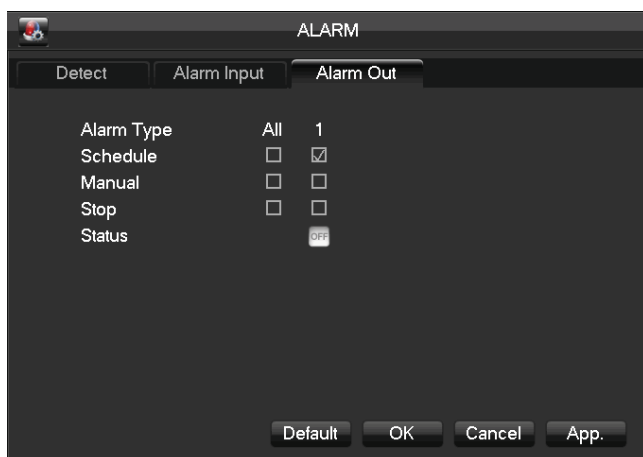 ALARM
Detect Alarm Input Alarm Out
Alarm Type All 1
Schedule
Manual
Stop
Status OFF
Default OK Cancel App.